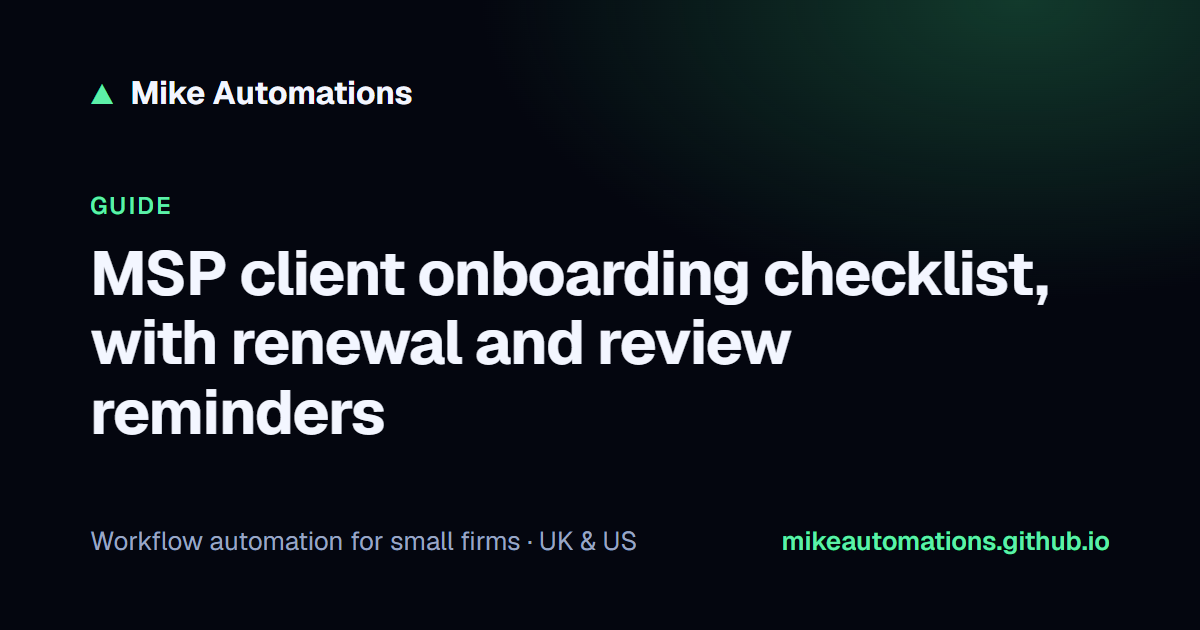 Mike Automations
GUIDE
MSP client onboarding checklist,
with renewal and review
reminders
Workflow automation for small firms · UK & US
mikeautomations.github.io